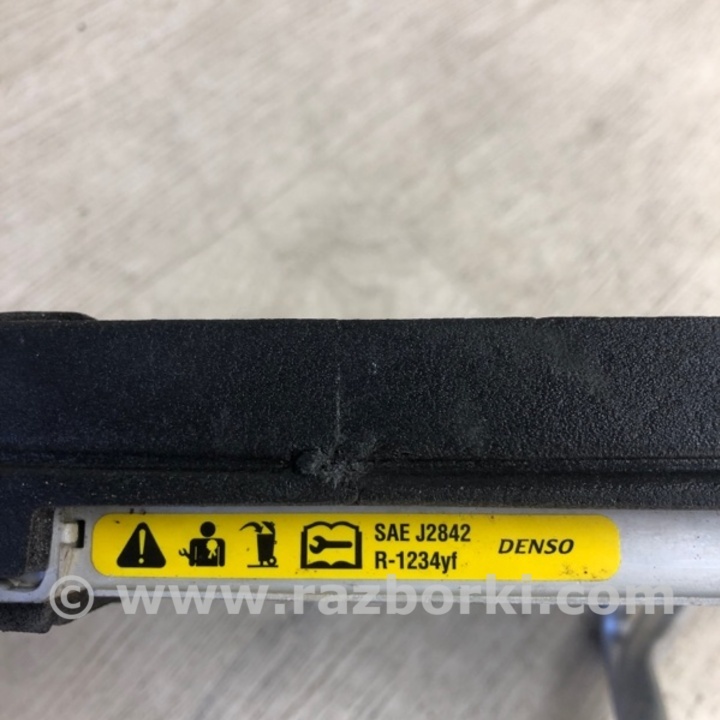 SAE J2842
R-1234yf
DENSO
© www.razborki.com